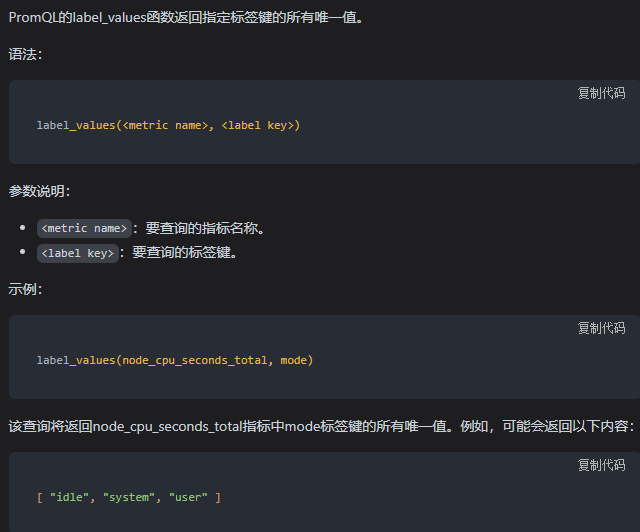 PromQL的label_values函数返回指定标签键的所有唯一值。
语法：
复制代码
label_values(<metric name>, <label key>)
参数说明：
<metric name>：要查询的指标名称。
<label key>：要查询的标签键。
示例：
复制代码
label_values(node_cpu_seconds_total, mode)
该查询将返回node_cpu_seconds_total指标中mode标签键的所有唯一值。例如，可能会返回以下内容：
复制代码
[ "idle", "system", "user" ]